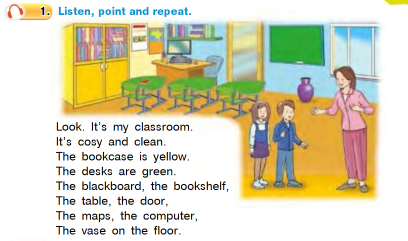 1. Listen, point and repeat.
Look. It's my classroom.
It's cosy and clean.
The bookcase is yellow.
The desks are green.
The blackboard, the bookshelf,
The table, the door,
The maps, the computer,
The vase on the floor.